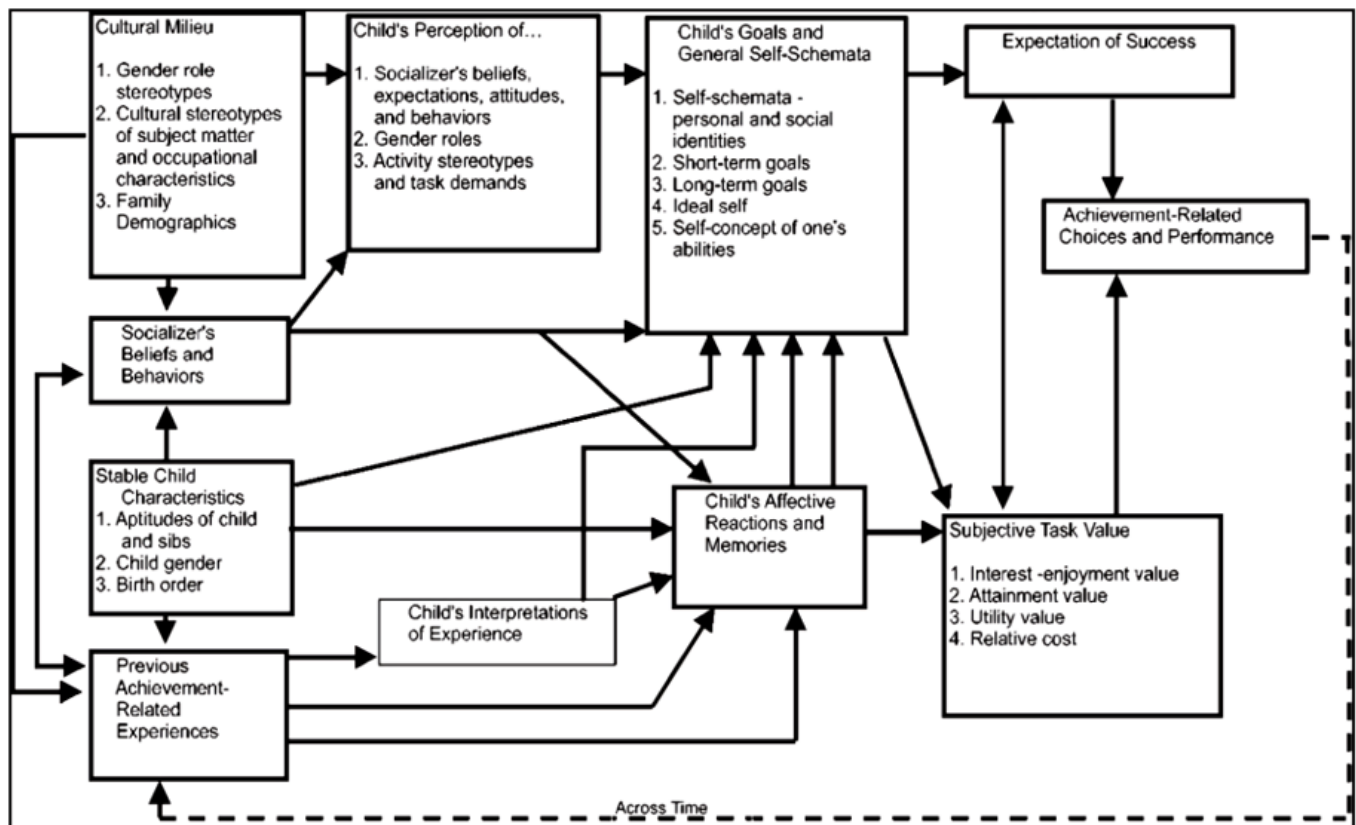 Cultural Milieu
1. Gender role
stereotypes
2. Cultural stereotypes
of subject matter
and occupational
characteristics
3. Family
Demographics
Child's Perception of...
1. Socializer's beliefs,
expectations, attitudes,
and behaviors
2. Gender roles
3. Activity stereotypes
and task demands
Child's Goals and
General Self-Schemata
1. Self-schemata -
personal and social
identities
2. Short-term goals
3. Long-term goals
4. Ideal self
5. Self-concept of one's
abilities
Expectation of Success
Achievement-Related
Choices and Performance
Socializer's
Beliefs and
Behaviors
Stable Child
Characteristics
1. Aptitudes of child
and sibs
2. Child gender
3. Birth order
Child's Affective
Reactions and
Memories
Subjective Task Value
1. Interest -enjoyment value
2. Attainment value
3. Utility value
4. Relative cost
Child's Interpretations
of Experience
Previous
Achievement-
Related
Experiences
Across Time